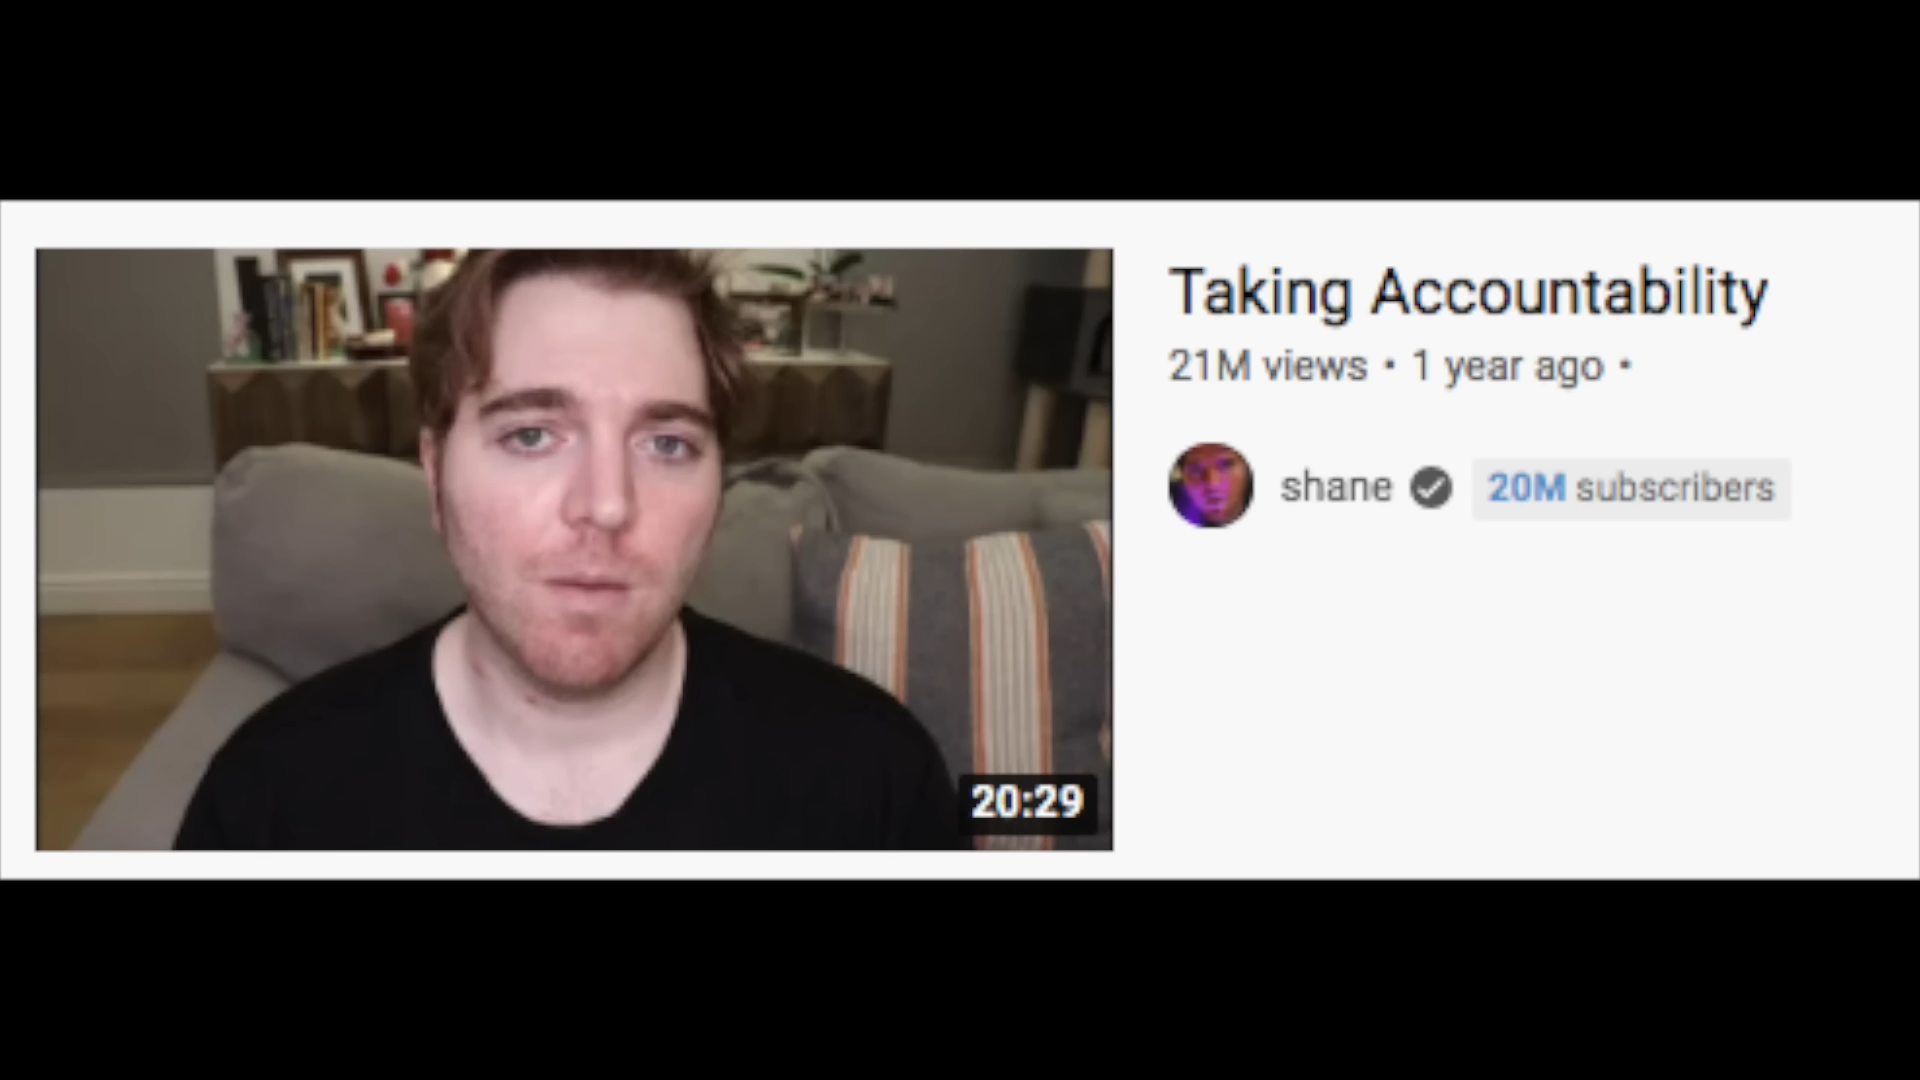 Taking Accountability
21M views • 1 year ago •
shane 20M subscribers
20:29